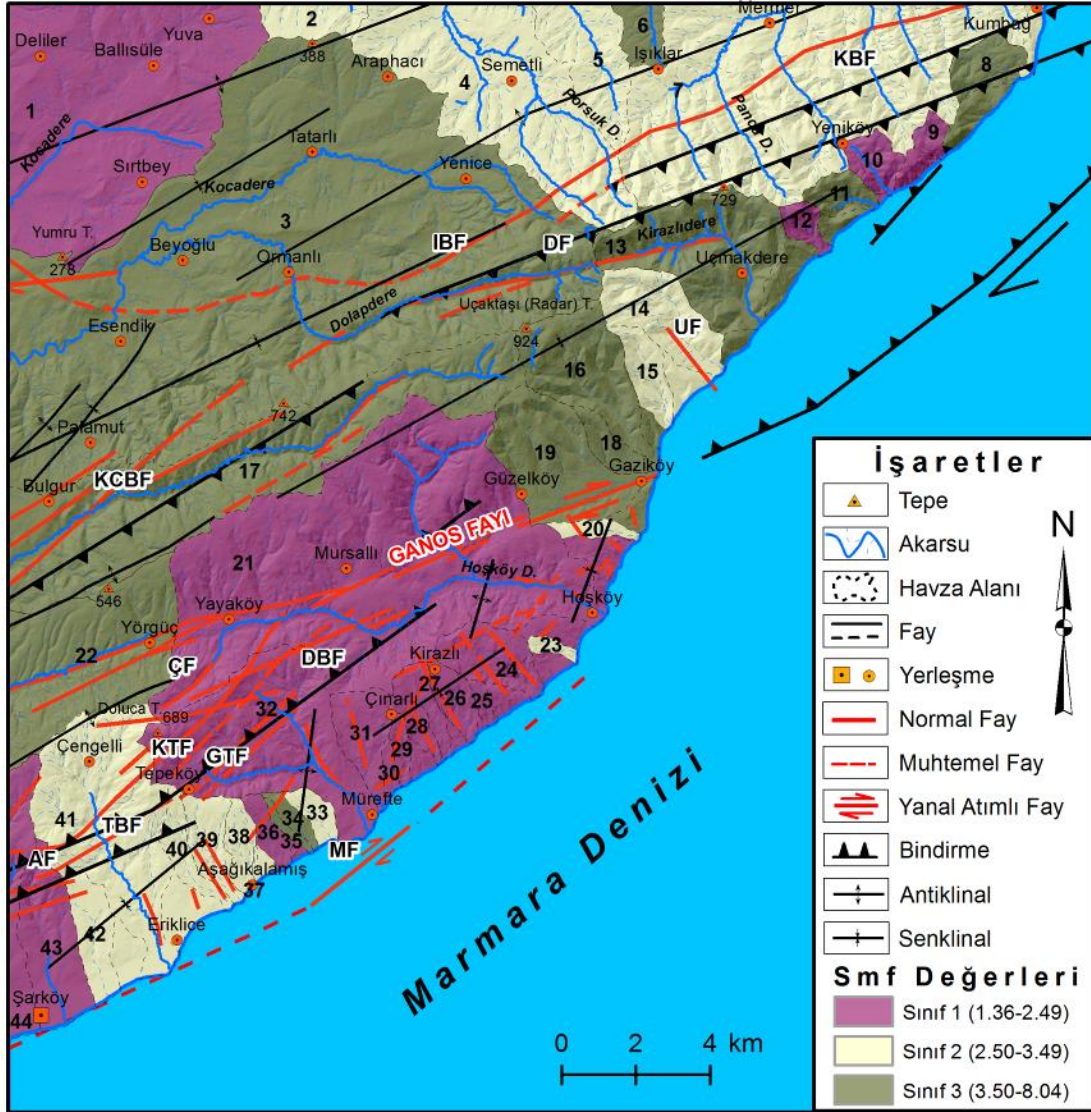 Mermer
Kumbağ
Yuva
2
6
Deliler
Ballısüle
388
Araphacı
Semetli
5
Işıklar
KBF
8
4
7
1
Porsuk D.
Panca D.
Kocadere
Tatarlı
Yeniköy
9
Sırtbey
Kocadere
Yenice
10
729
11
3
12
Yumru T.
278
Beyoğlu
Ormanlı
IBF
DF
13
Kirazlıdere
Uçmakdere
Esendik
Dolapdere
Uçaktaşı (Radar) T.
924
14
UF
15
16
742
Palamut
17
19
18
KCBF
Bulgur
Güzelköy
Gaziköy
GANOS FAYI
20
21
Mursallı
Hoşköy D.
546
Yayaköy
Hoşköy
Yörgüç
22
ÇF
DBF
Kirazlı
23
24
27
26
25
Doluca T.
689
32
Çınarlı
31
28
Çengelli
KTF
GTF
29
Tepeköy
30
Mürefte
41
TBF
34
33
39
38
36
35
MF
AF
40
Aşağıkalamış
37
Eriklice
43
42
Şarköy
44
Marmara Denizi
0 2 4 km
İşaretler
Tepe
Akarsu
Havza Alanı
Fay
Yerleşme
Normal Fay
Muhtemel Fay
Yanal Atımlı Fay
Bindirme
Antiklinal
Senklinal
N
Smf Değerleri
Sınıf 1 (1.36-2.49)
Sınıf 2 (2.50-3.49)
Sınıf 3 (3.50-8.04)